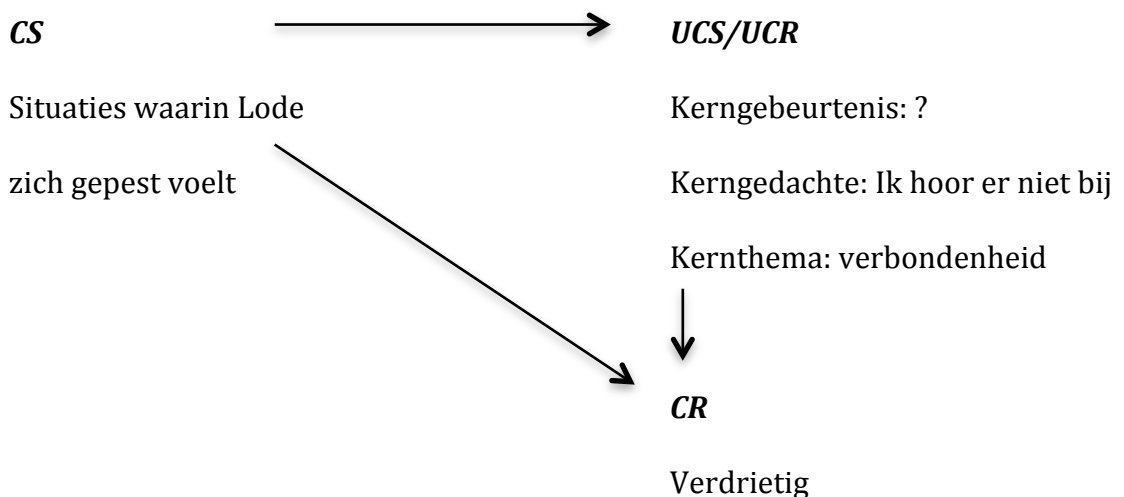 CS
UCS/UCR
Situaties waarin Lode
zich gepest voelt
Kerngebeurtenis: ?
Kerngedachte: Ik hoor er niet bij
Kernthema: verbondenheid
CR
Verdrietig